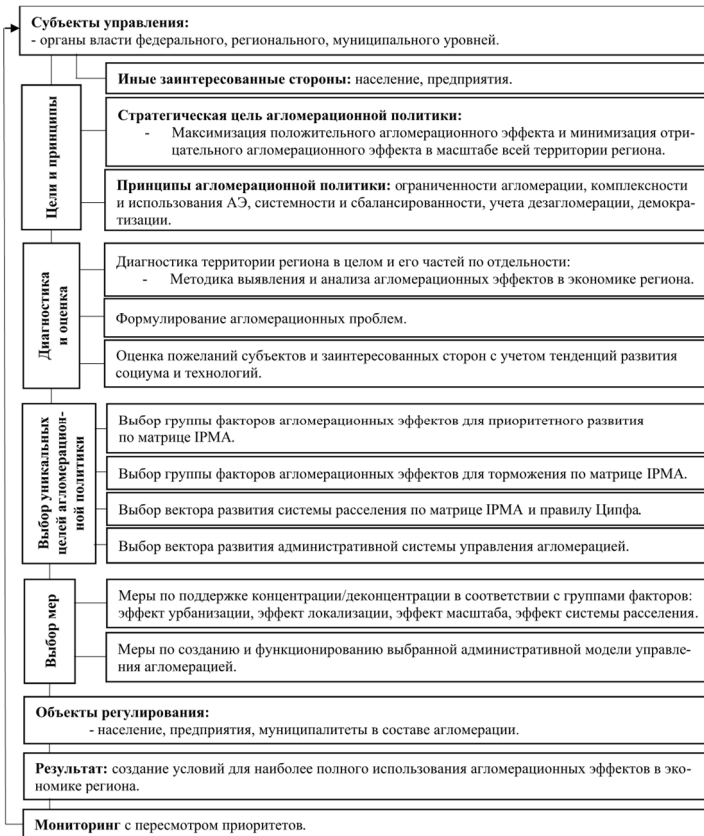 Субъекты управления:
- органы власти федерального, регионального, муниципального уровней.
Иные заинтересованные стороны: население, предприятия.
Цели и принципы
Стратегическая цель агломерационной политики:
- Максимизация положительного агломерационного эффекта и минимизация отри-
цательного агломерационного эффекта в масштабе всей территории региона.
Принципы агломерационной политики: ограниченности агломерации, комплексности
и использования АЭ, системности и сбалансированности, учета дезагломерации, демокра-
тизации.
Диагностика
и оценка
Диагностика территории региона в целом и его частей по отдельности:
- Методика выявления и анализа агломерационных эффектов в экономике региона.
Формулирование агломерационных проблем.
Оценка пожеланий субъектов и заинтересованных сторон с учетом тенденций развития
социума и технологий.
Выбор уникальных
целей агломерацион-
ной политики
Выбор группы факторов агломерационных эффектов для приоритетного развития
по матрице IPMA.
Выбор группы факторов агломерационных эффектов для торможения по матрице IPMA.
Выбор вектора развития системы расселения по матрице IPMA и правилу Ципфа.
Выбор вектора развития административной системы управления агломерацией.
Выбор мер
Меры по поддержке концентрации/деконцентрации в соответствии с группами факторов:
эффект урбанизации, эффект локализации, эффект масштаба, эффект системы расселения.
Меры по созданию и функционированию выбранной административной модели управле-
ния агломерацией.
Объекты регулирования:
- население, предприятия, муниципалитеты в составе агломерации.
Результат: создание условий для наиболее полного использования агломерационных эффектов в эко-
номике региона.
Мониторинг с пересмотром приоритетов.